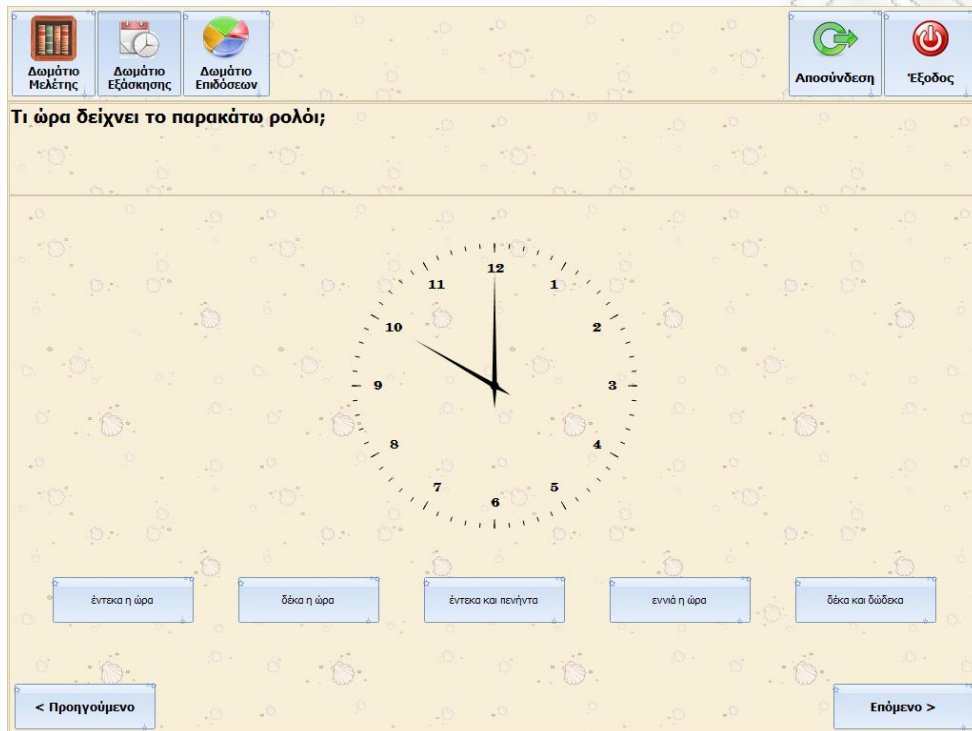 Δωμάτιο Μελέτης
Δωμάτιο Εξάσκησης
Δωμάτιο Επιδόσεων
Αποσύνδεση
Έξοδος
Τι ώρα δείχνει το παρακάτω ρολόι;
12
11
1
10
2
9
3
8
4
7
5
6
έντεκα η ώρα
δέκα η ώρα
έντεκα και πενήντα
εννιά η ώρα
δέκα και δώδεκα
< Προηγούμενο
Επόμενο >